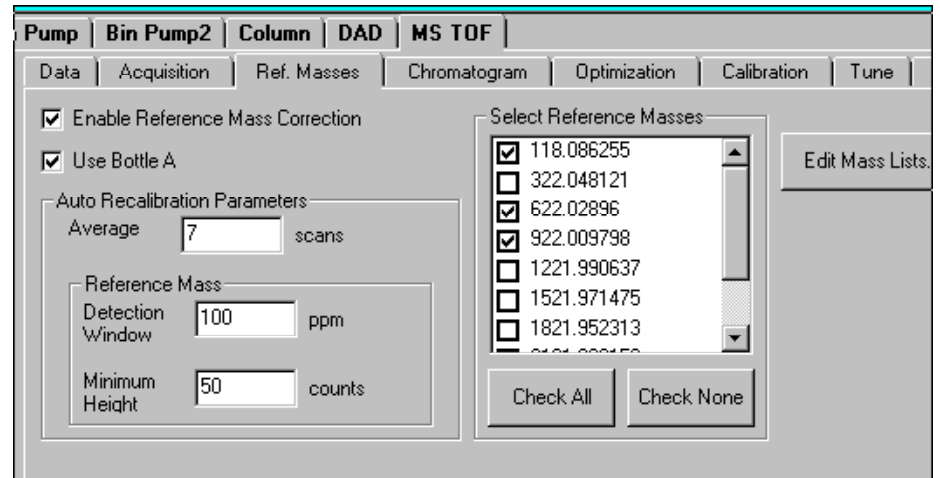 Pump Bin Pump2 Column DAD MS TOF
Data Acquisition Ref. Masses Chromatogram Optimization Calibration Tune
Enable Reference Mass Correction
Use Bottle A
Auto Recalibration Parameters
Average 7 scans
Reference Mass
Detection Window 100 ppm
Minimum Height 50 counts
Select Reference Masses
118.086255
322.048121
622.02896
922.009798
1221.990637
1521.971475
1821.952313
Check All Check None
Edit Mass Lists.